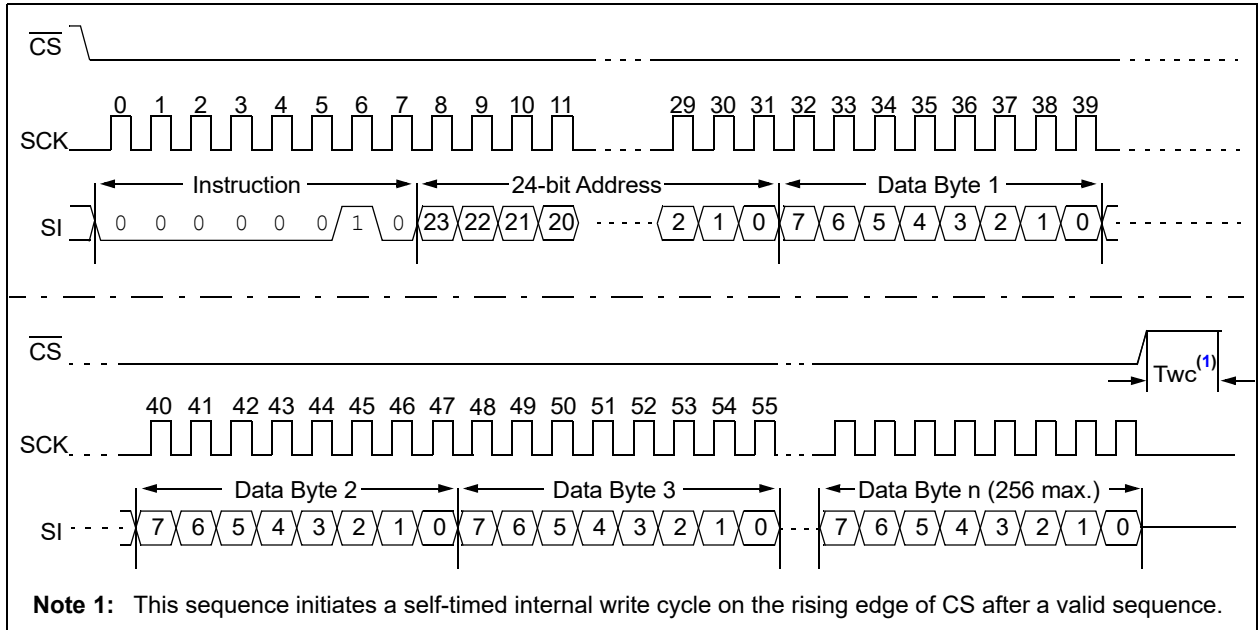 CS
0 1 2 3 4 5 6 7 8 9 10 11 29 30 31 32 33 34 35 36 37 38 39
SCK
Instruction 24-bit Address Data Byte 1
SI 0 0 0 0 0 0 1 0 23 22 21 20 2 1 0 7 6 5 4 3 2 1 0
CS
Twc(1)
40 41 42 43 44 45 46 47 48 49 50 51 52 53 54 55
SCK
Data Byte 2 Data Byte 3 Data Byte n (256 max.)
SI 7 6 5 4 3 2 1 0 7 6 5 4 3 2 1 0 7 6 5 4 3 2 1 0
Note 1: This sequence initiates a self-timed internal write cycle on the rising edge of CS after a valid sequence.